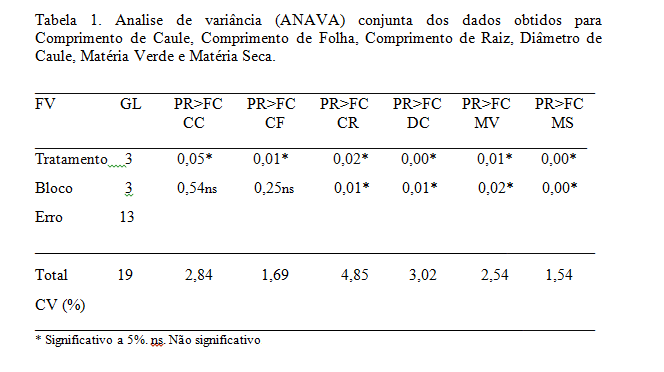 Tabela 1. Analise de variância (ANAVA) conjunta dos dados obtidos para
Comprimento de Caule, Comprimento de Folha, Comprimento de Raiz, Diâmetro de
Caule, Matéria Verde e Matéria Seca.
FV GL PR>FC PR>FC PR>FC PR>FC PR>FC PR>FC
CC CF CR DC MV MS
Tratamento 3 0,05* 0,01* 0,02* 0,00* 0,01* 0,00*
Bloco 3 0,54ns 0,25ns 0,01* 0,01* 0,02* 0,00*
Erro 13
Total 19 2,84 1,69 4,85 3,02 2,54 1,54
CV (%)
* Significativo a 5%. ns. Não significativo